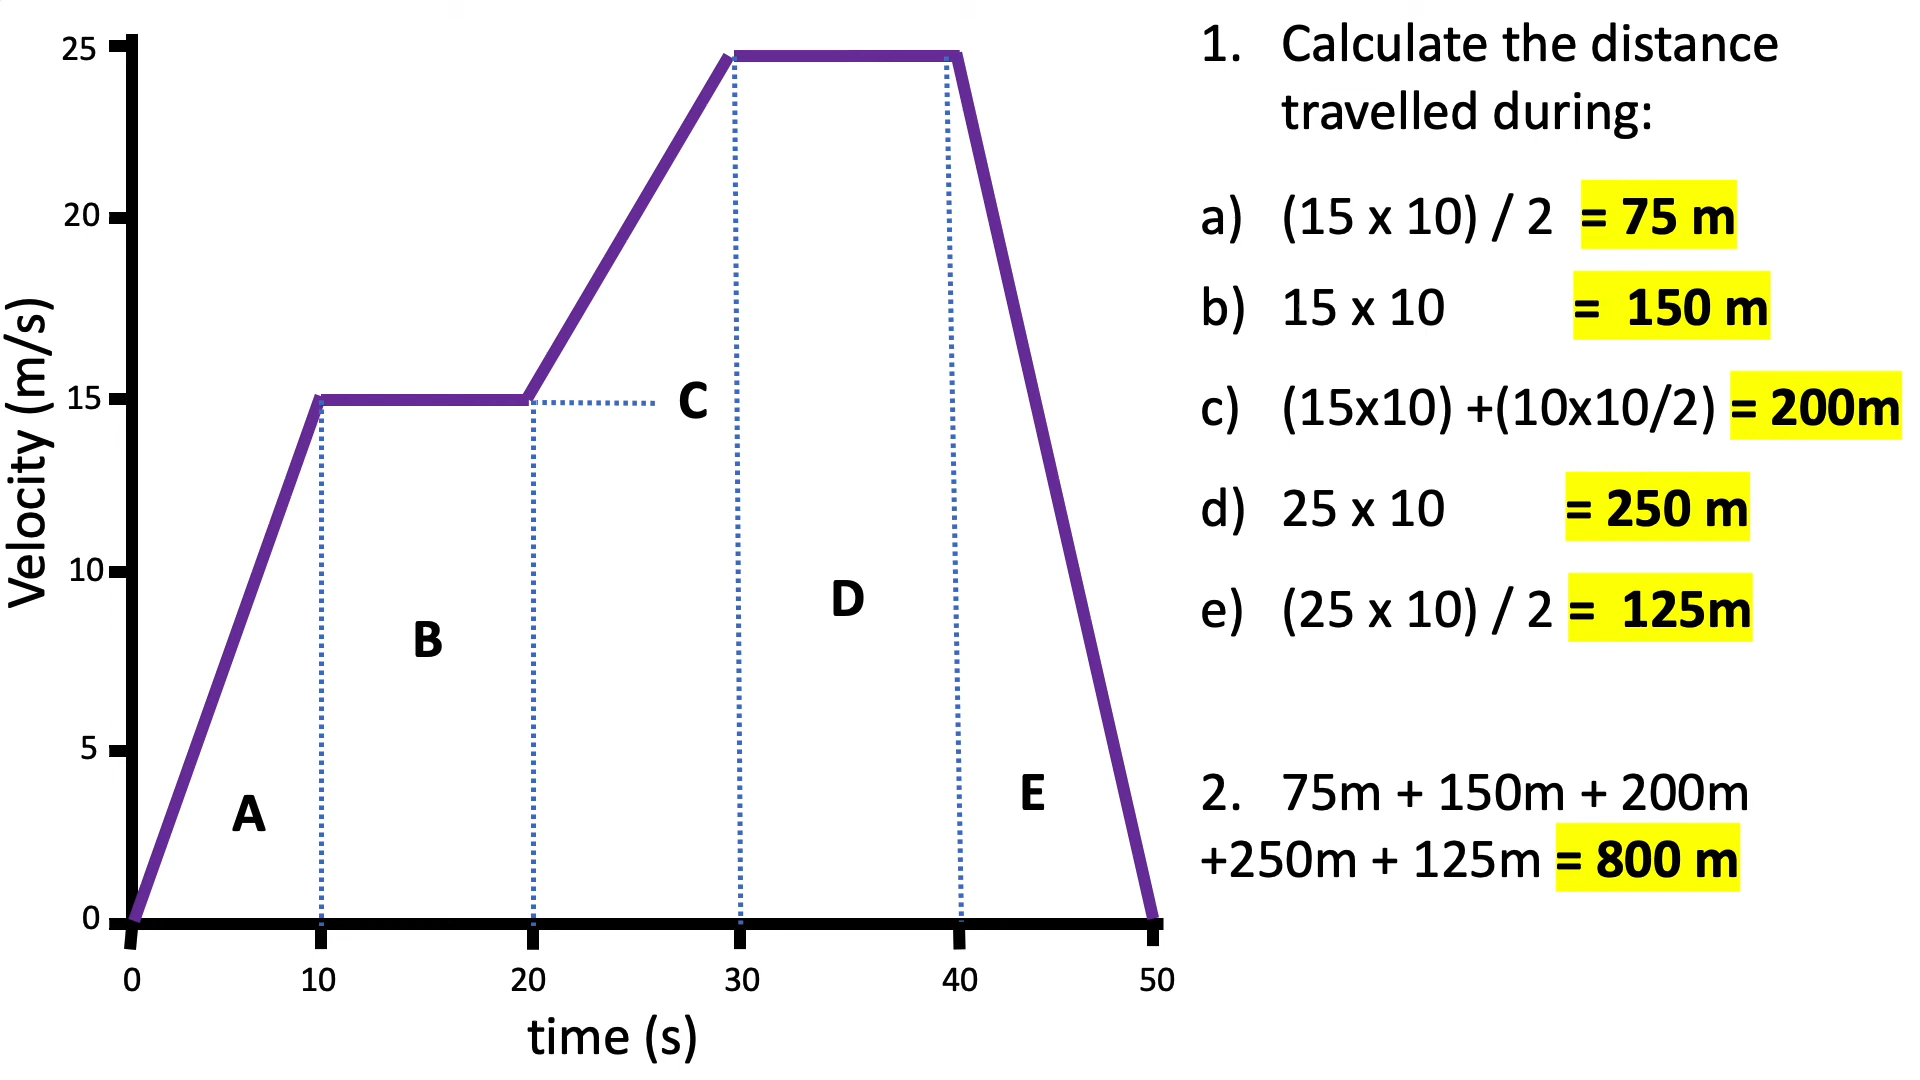 25
20
15
10
5
0
Velocity (m/s)
A
B
C
D
E
0 10 20 30 40 50
time (s)
1. Calculate the distance
travelled during:
a) (15 x 10) / 2 = 75 m
b) 15 x 10 = 150 m
c) (15x10) +(10x10/2) = 200m
d) 25 x 10 = 250 m
e) (25 x 10) / 2 = 125m
2. 75m + 150m + 200m
+250m + 125m = 800 m